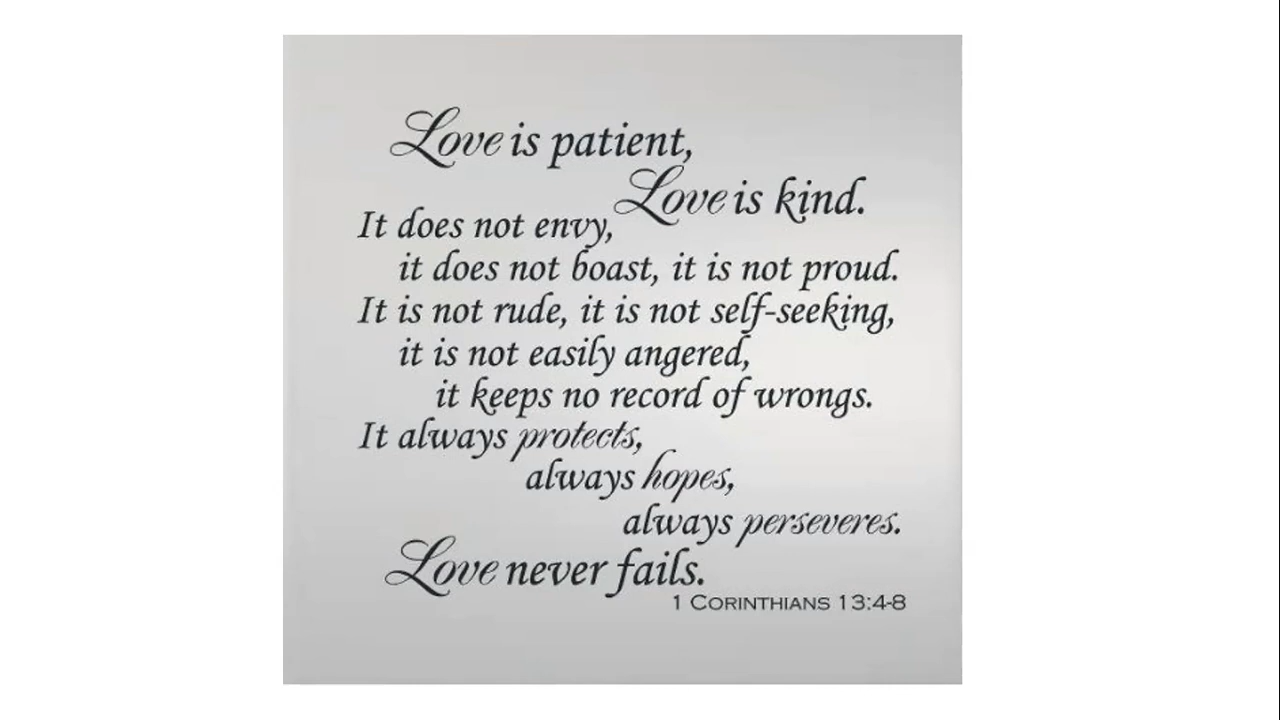 Love is patient,
Love is kind.
It does not envy,
it does not boast, it is not proud.
It is not rude, it is not self-seeking,
it is not easily angered,
it keeps no record of wrongs.
It always protects,
always hopes,
always perseveres.
Love never fails.
1 Corinthians 13:4-8